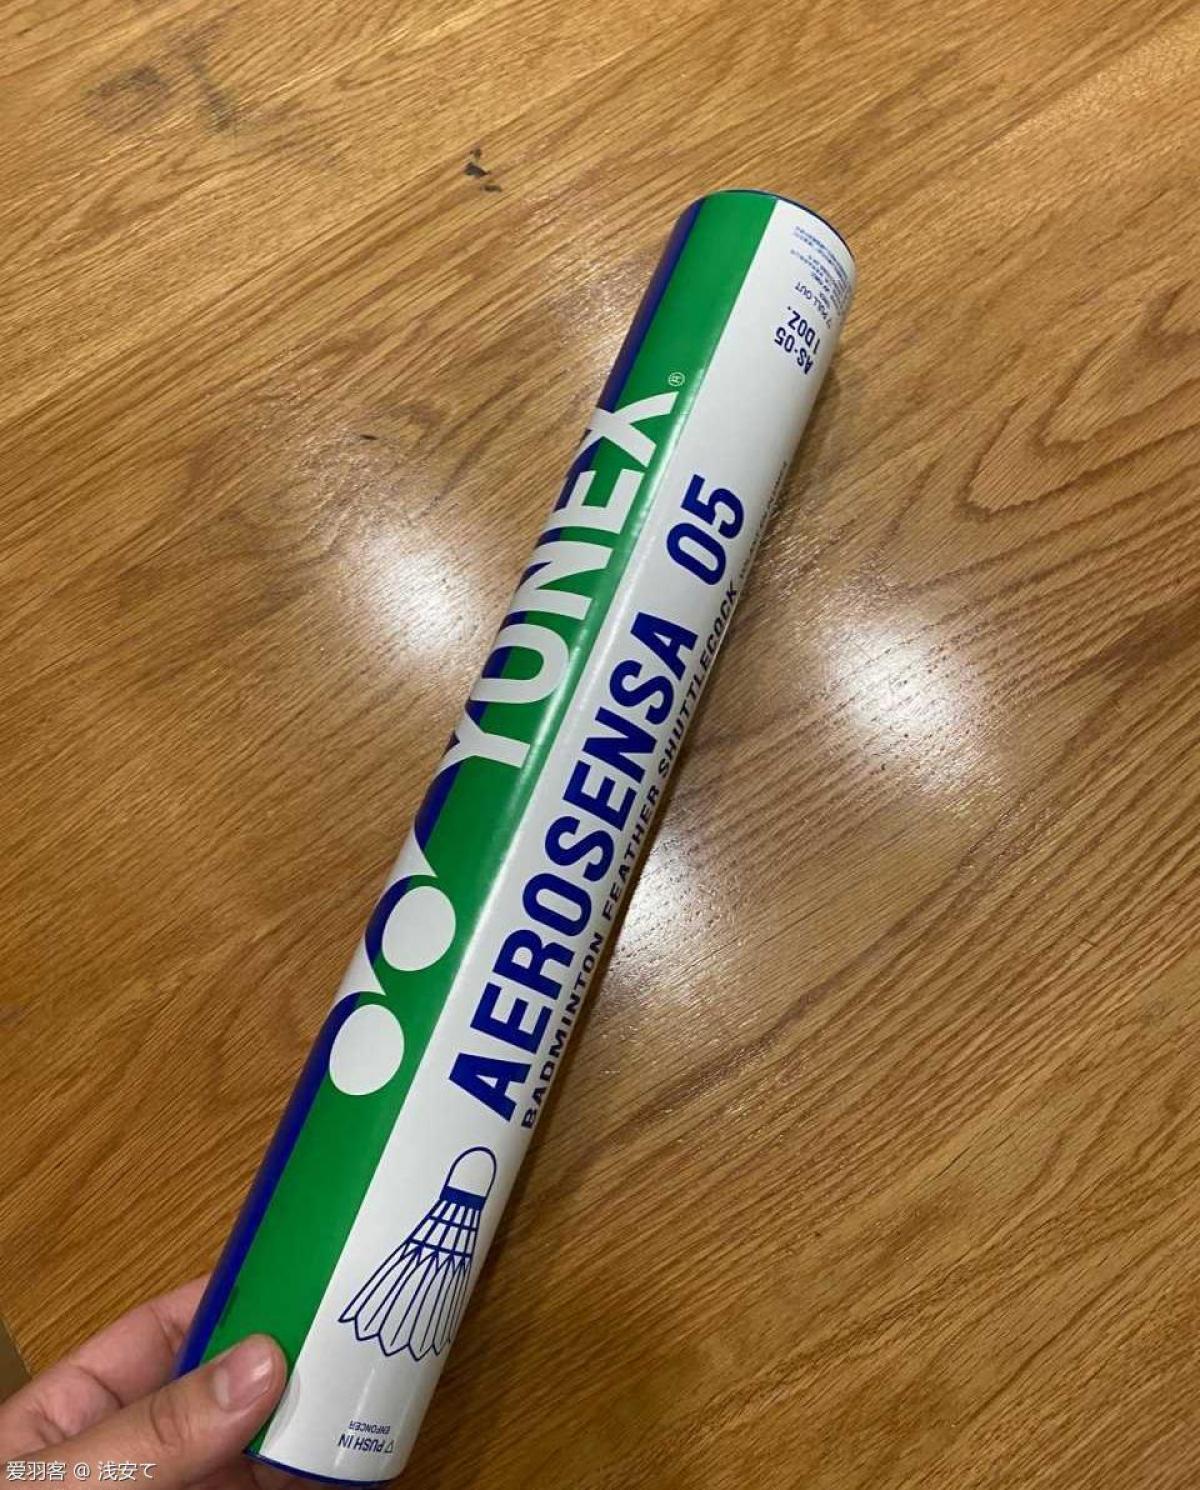 YONEX®
AEROSENSA 05
BADMINTON FEATHER SHUTTLECOCK
AS-05
1 DOZ.
▽ PULL OUT
▽ PUSH IN
ENFONCER
爱羽客 @ 浅安て